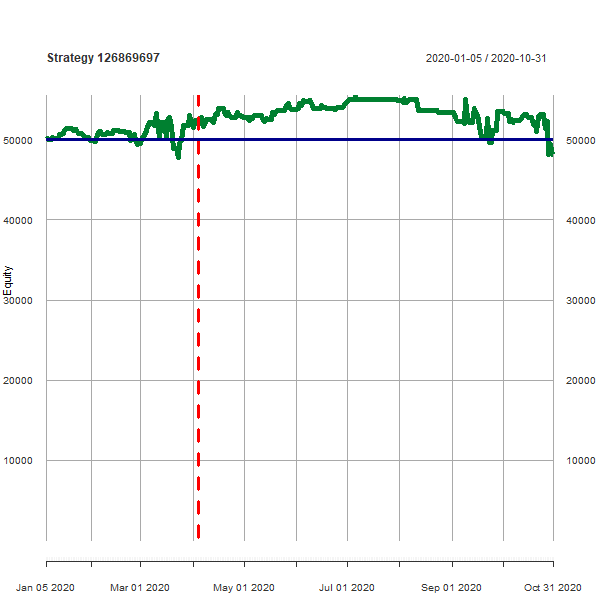 Strategy 126869697
2020-01-05 / 2020-10-31
50000
50000
40000
40000
Equity
30000
30000
20000
20000
10000
10000
Jan 05 2020
Mar 01 2020
May 01 2020
Jul 01 2020
Sep 01 2020
Oct 31 2020